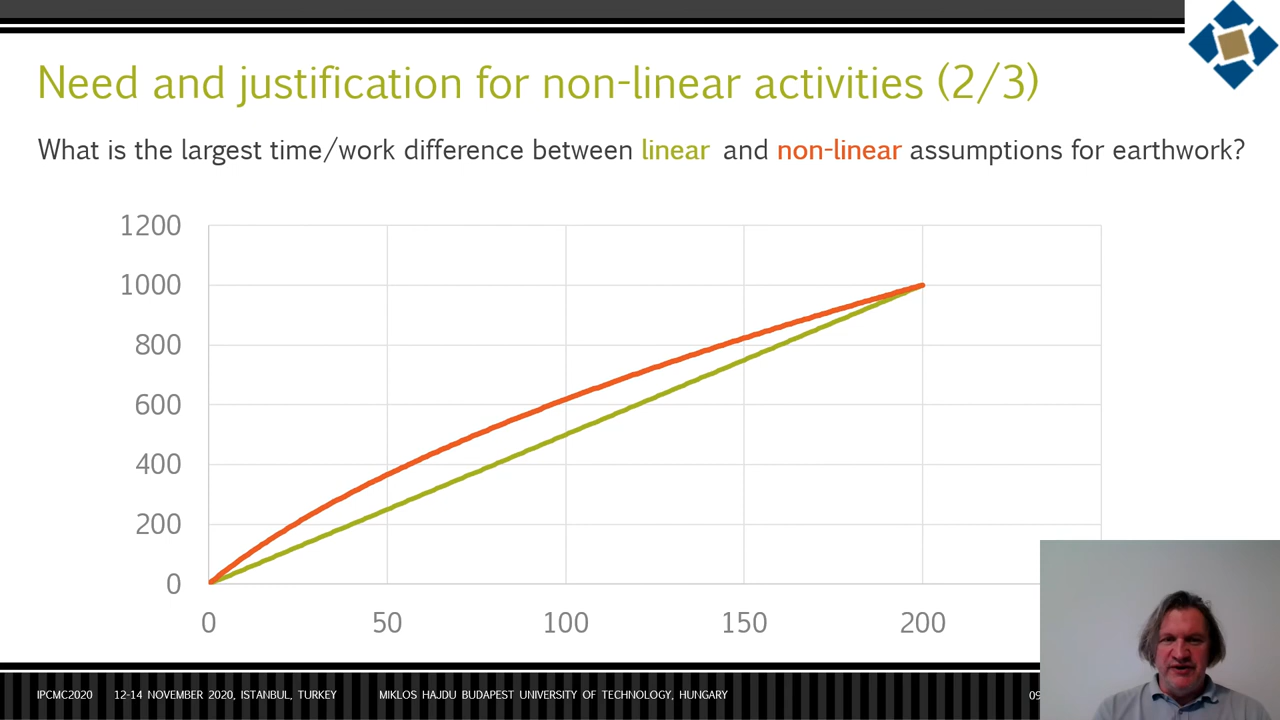 Need and justification for non-linear activities (2/3)
What is the largest time/work difference between linear and non-linear assumptions for earthwork?
1200
1000
800
600
400
200
0
0 50 100 150 200
IPCMC2020 12-14 NOVEMBER 2020, ISTANBUL, TURKEY MIKLOS HAJDU BUDAPEST UNIVERSITY OF TECHNOLOGY, HUNGARY 09